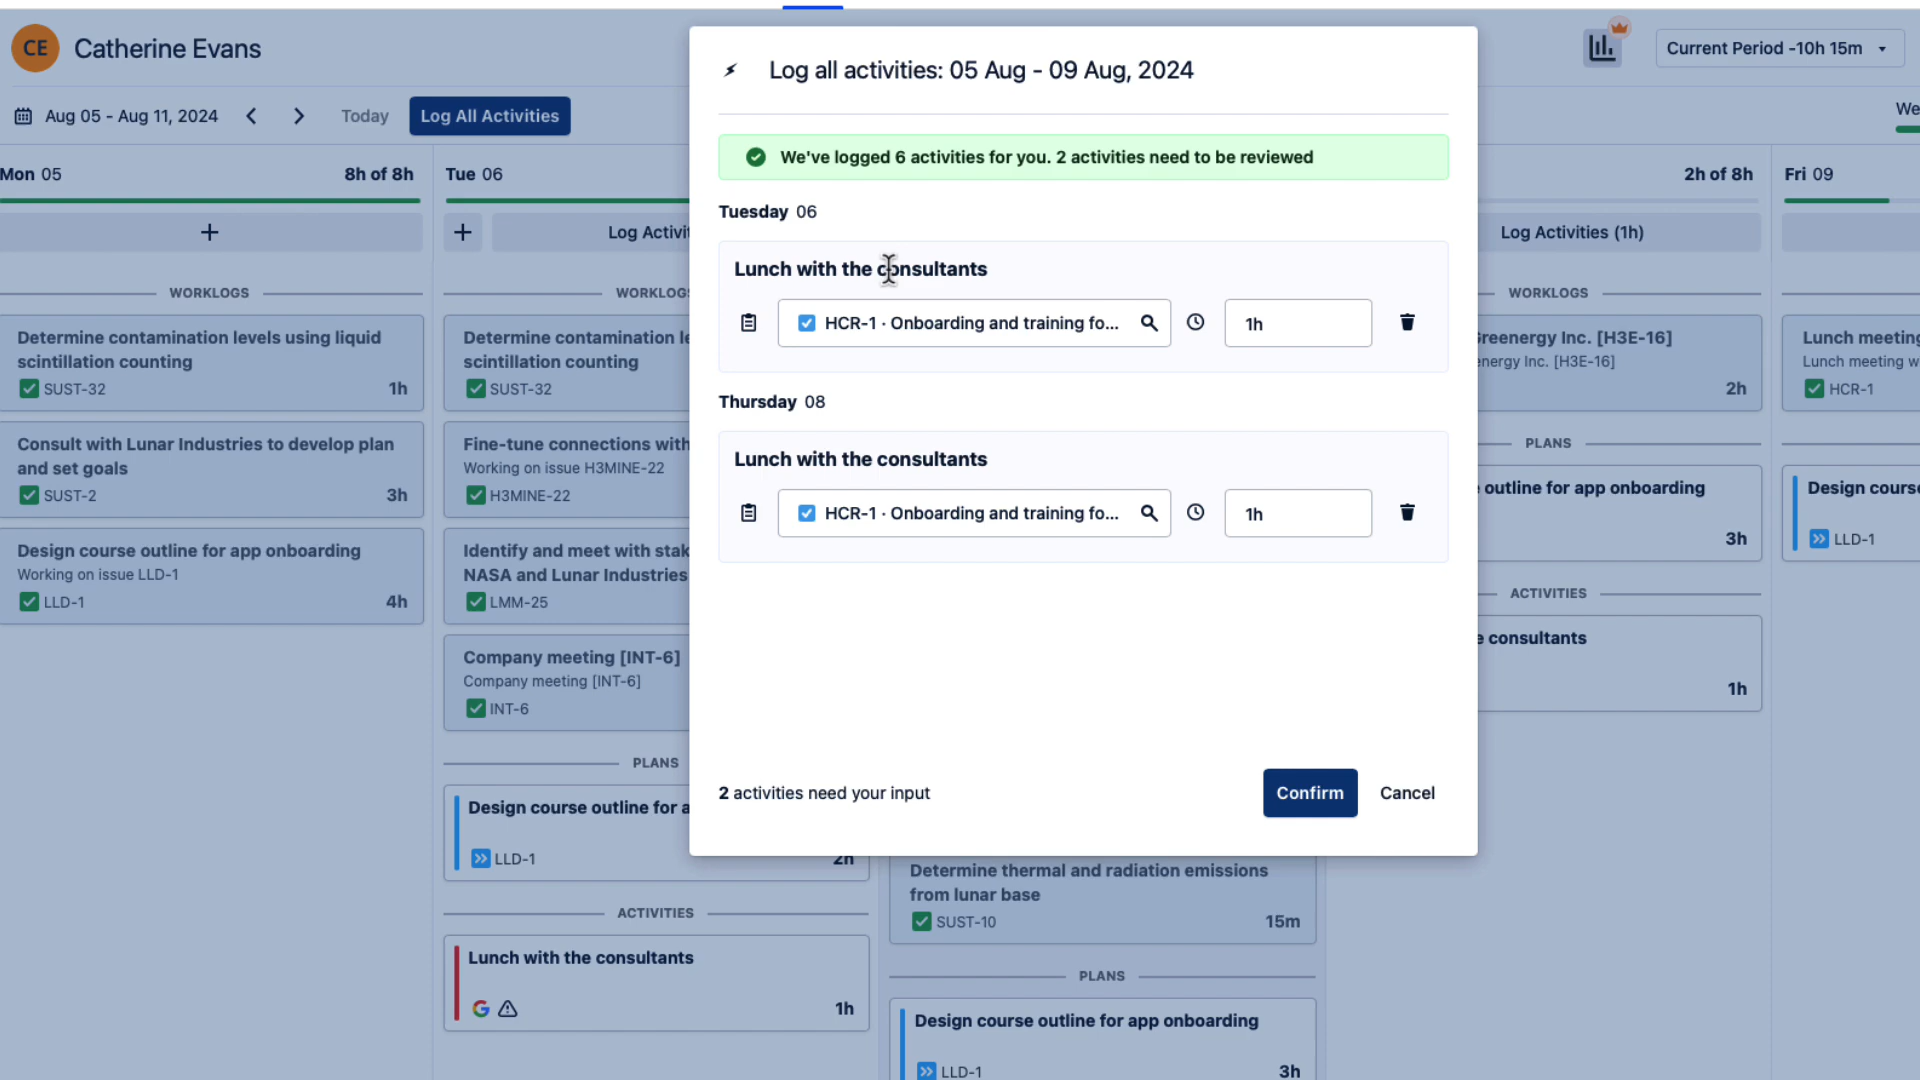 CE Catherine Evans
Current Period -10h 15m
Aug 05 - Aug 11, 2024 Today Log All Activities
We
Mon 05 8h of 8h
WORKLOGS
Determine contamination levels using liquid
scintillation counting
SUST-32 1h
Consult with Lunar Industries to develop plan
and set goals
SUST-2 3h
Design course outline for app onboarding
Working on issue LLD-1
LLD-1 4h
Tue 06
Log Activit
WORKLOGS
Determine contamination le
scintillation counting
SUST-32
Fine-tune connections with
Working on issue H3MINE-22
H3MINE-22
Identify and meet with stak
NASA and Lunar Industries
LMM-25
Company meeting [INT-6]
Company meeting [INT-6]
INT-6
PLANS
Design course outline for a
LLD-1 2h
ACTIVITIES
Lunch with the consultants
1h
Log all activities: 05 Aug - 09 Aug, 2024
We've logged 6 activities for you. 2 activities need to be reviewed
Tuesday 06
Lunch with the consultants
HCR-1 · Onboarding and training fo... 1h
Thursday 08
Lunch with the consultants
HCR-1 · Onboarding and training fo... 1h
2 activities need your input Confirm Cancel
Determine thermal and radiation emissions
from lunar base
SUST-10 15m
PLANS
Design course outline for app onboarding
LLD-1 3h
2h of 8h
Log Activities (1h)
WORKLOGS
Greenergy Inc. [H3E-16]
energy Inc. [H3E-16]
2h
PLANS
outline for app onboarding
3h
ACTIVITIES
e consultants
1h
Fri 09
Lunch meeting
Lunch meeting w
HCR-1
Design course
LLD-1